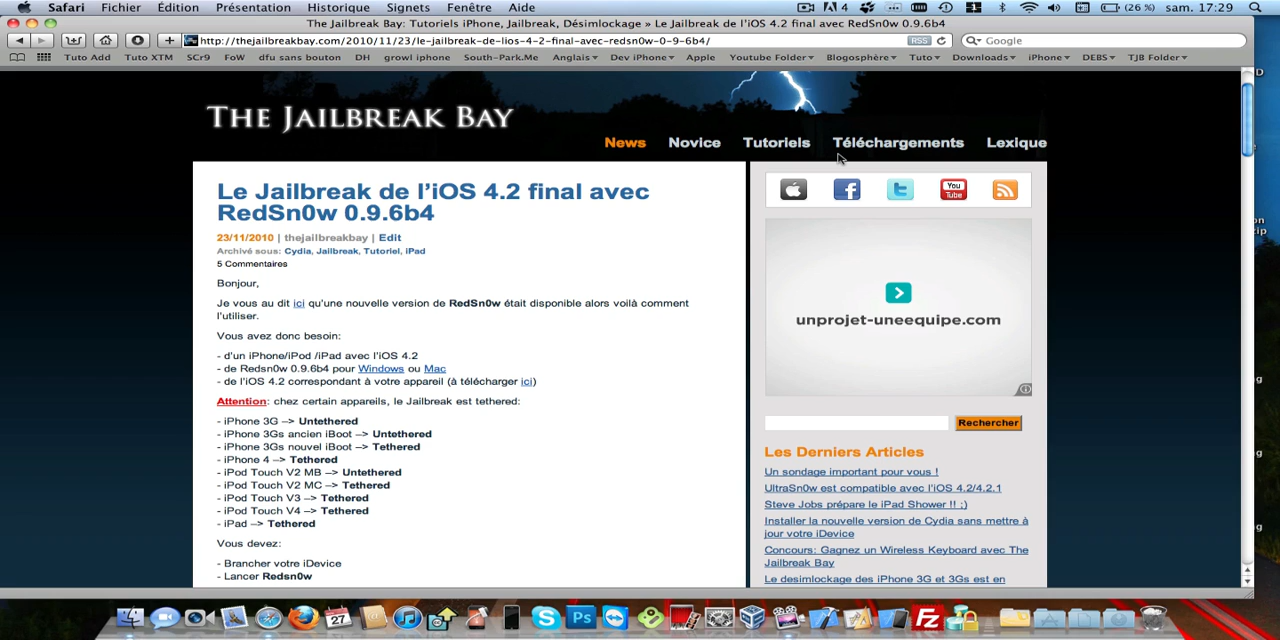 Safari Fichier Édition Présentation Historique Signets Fenêtre Aide 4 (26 %) sam. 17:29
The Jailbreak Bay: Tutoriels iPhone, Jailbreak, Désimlockage » Le Jailbreak de l'iOS 4.2 final avec RedSn0w 0.9.6b4
http://thejailbreakbay.com/2010/11/23/le-jailbreak-de-lios-4-2-final-avec-redsn0w-0-9-6b4/ RSS Google
Tuto Add Tuto XTM SCr9 FoW dfu sans bouton DH growl iphone South-Park.Me Anglais Dev iPhone Apple Youtube Folder Blogosphère Tuto Downloads iPhone DEBS TJB Folder
THE JAILBREAK BAY
News Novice Tutoriels Téléchargements Lexique
Le Jailbreak de l'iOS 4.2 final avec
RedSn0w 0.9.6b4
23/11/2010 | thejailbreakbay | Edit
Archivé sous: Cydia, Jailbreak, Tutoriel, iPad
5 Commentaires
Bonjour,
Je vous au dit ici qu'une nouvelle version de RedSn0w était disponible alors voilà comment
l'utiliser.
Vous avez donc besoin:
- d'un iPhone/iPod /iPad avec l'iOS 4.2
- de Redsn0w 0.9.6b4 pour Windows ou Mac
- de l'iOS 4.2 correspondant à votre appareil (à télécharger ici)
Attention: chez certain appareils, le Jailbreak est tethered:
- iPhone 3G –> Untethered
- iPhone 3Gs ancien iBoot –> Untethered
- iPhone 3Gs nouvel iBoot –> Tethered
- iPhone 4 –> Tethered
- iPod Touch V2 MB –> Untethered
- iPod Touch V2 MC –> Tethered
- iPod Touch V3 –> Tethered
- iPod Touch V4 –> Tethered
- iPad –> Tethered
Vous devez:
- Brancher votre iDevice
- Lancer Redsn0w
You
Tube
unprojet-uneequipe.com
Rechercher
Les Derniers Articles
Un sondage important pour vous !
UltraSn0w est compatible avec l'iOS 4.2/4.2.1
Steve Jobs prépare le iPad Shower !! ;)
Installer la nouvelle version de Cydia sans mettre à
jour votre iDevice
Concours: Gagnez un Wireless Keyboard avec The
Jailbreak Bay
Le desimlockage des iPhone 3G et 3Gs est en
27
Ps
FZ